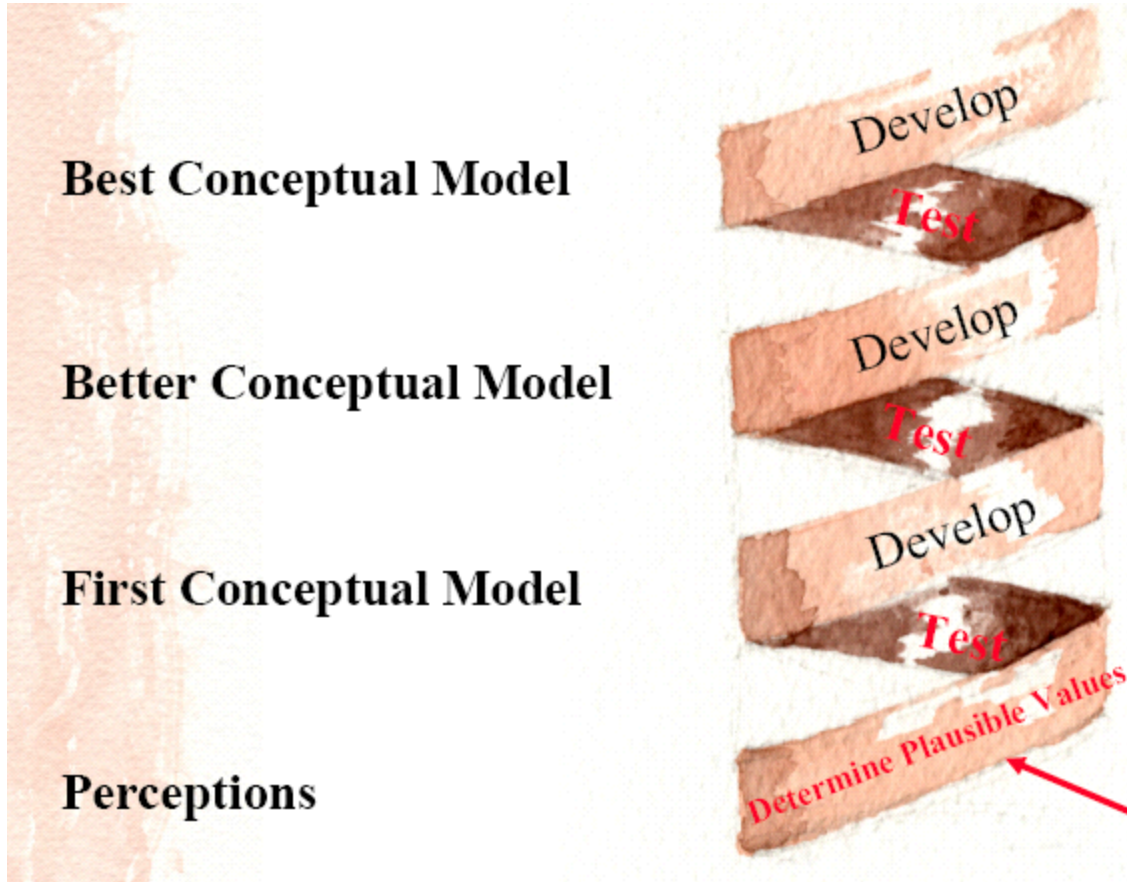 Develop
Best Conceptual Model
Test
Develop
Better Conceptual Model
Test
Develop
First Conceptual Model
Test
Determine Plausible Values
Perceptions